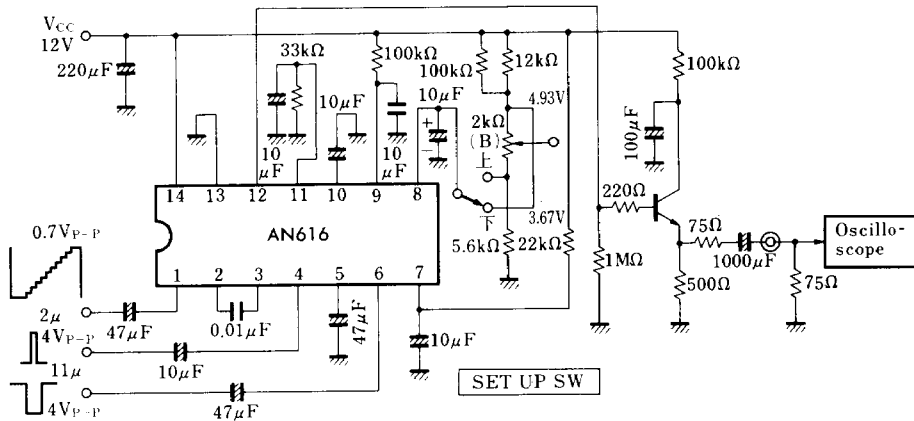 VCC
12V
220μF
33kΩ
10μF
10
μF
100kΩ
10
μF
10μF
+
−
100kΩ
12kΩ
4.93V
2kΩ
(B)
上
下
3.67V
5.6kΩ
22kΩ
100kΩ
100μF
220Ω
75Ω
1000μF
1MΩ
500Ω
75Ω
Oscillo-
scope
14 13 12 11 10 9 8
AN616
1 2 3 4 5 6 7
0.7VP-P
2μ
47μF
0.01μF
47μF
10μF
4VP-P
11μ
10μF
4VP-P
47μF
SET UP SW